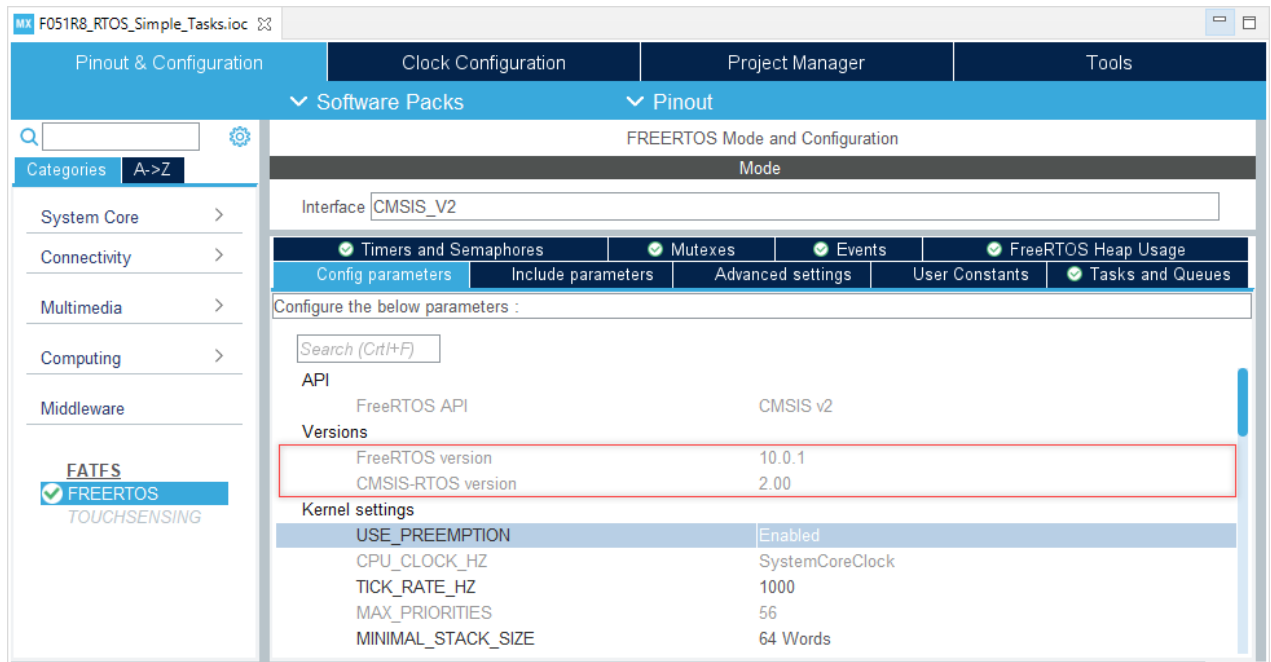 MX F051R8_RTOS_Simple_Tasks.ioc
Pinout & Configuration Clock Configuration Project Manager Tools
Software Packs Pinout
FREERTOS Mode and Configuration
Categories A->Z
Mode
System Core
Interface CMSIS_V2
Connectivity
Timers and Semaphores Mutexes Events FreeRTOS Heap Usage
Config parameters Include parameters Advanced settings User Constants Tasks and Queues
Multimedia
Configure the below parameters :
Computing
Search (Crtl+F)
API
FreeRTOS API CMSIS v2
Middleware
Versions
FreeRTOS version 10.0.1
CMSIS-RTOS version 2.00
FATFS
FREERTOS
TOUCHSENSING
Kernel settings
USE_PREEMPTION Enabled
CPU_CLOCK_HZ SystemCoreClock
TICK_RATE_HZ 1000
MAX_PRIORITIES 56
MINIMAL_STACK_SIZE 64 Words